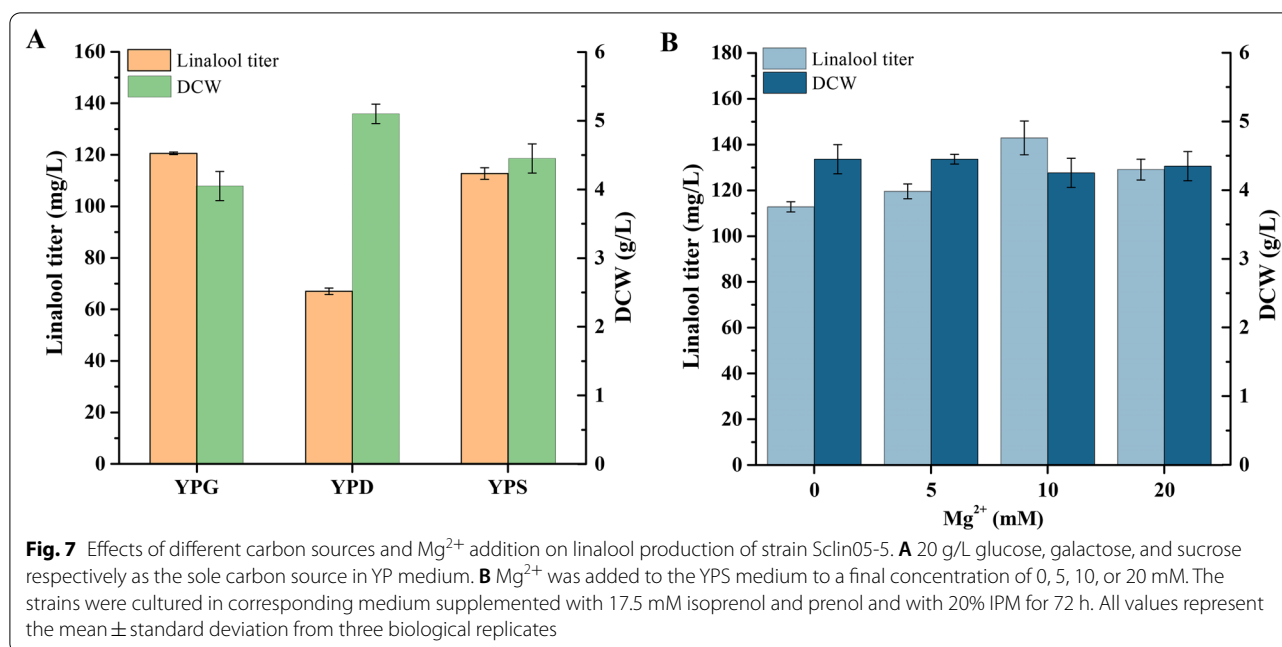 A
Linalool titer
DCW
Linalool titer (mg/L)
160
140
120
100
80
60
40
20
0
6
5
4
3
2
1
0
DCW (g/L)
YPG YPD YPS
B
Linalool titer
DCW
Linalool titer (mg/L)
180
160
140
120
100
80
60
40
20
0
6
5
4
3
2
1
0
DCW (g/L)
0 5 10 20
Mg²⁺ (mM)
Fig. 7 Effects of different carbon sources and Mg²⁺ addition on linalool production of strain Sclin05-5. A 20 g/L glucose, galactose, and sucrose
respectively as the sole carbon source in YP medium. B Mg²⁺ was added to the YPS medium to a final concentration of 0, 5, 10, or 20 mM. The
strains were cultured in corresponding medium supplemented with 17.5 mM isoprenol and prenol and with 20% IPM for 72 h. All values represent
the mean ± standard deviation from three biological replicates